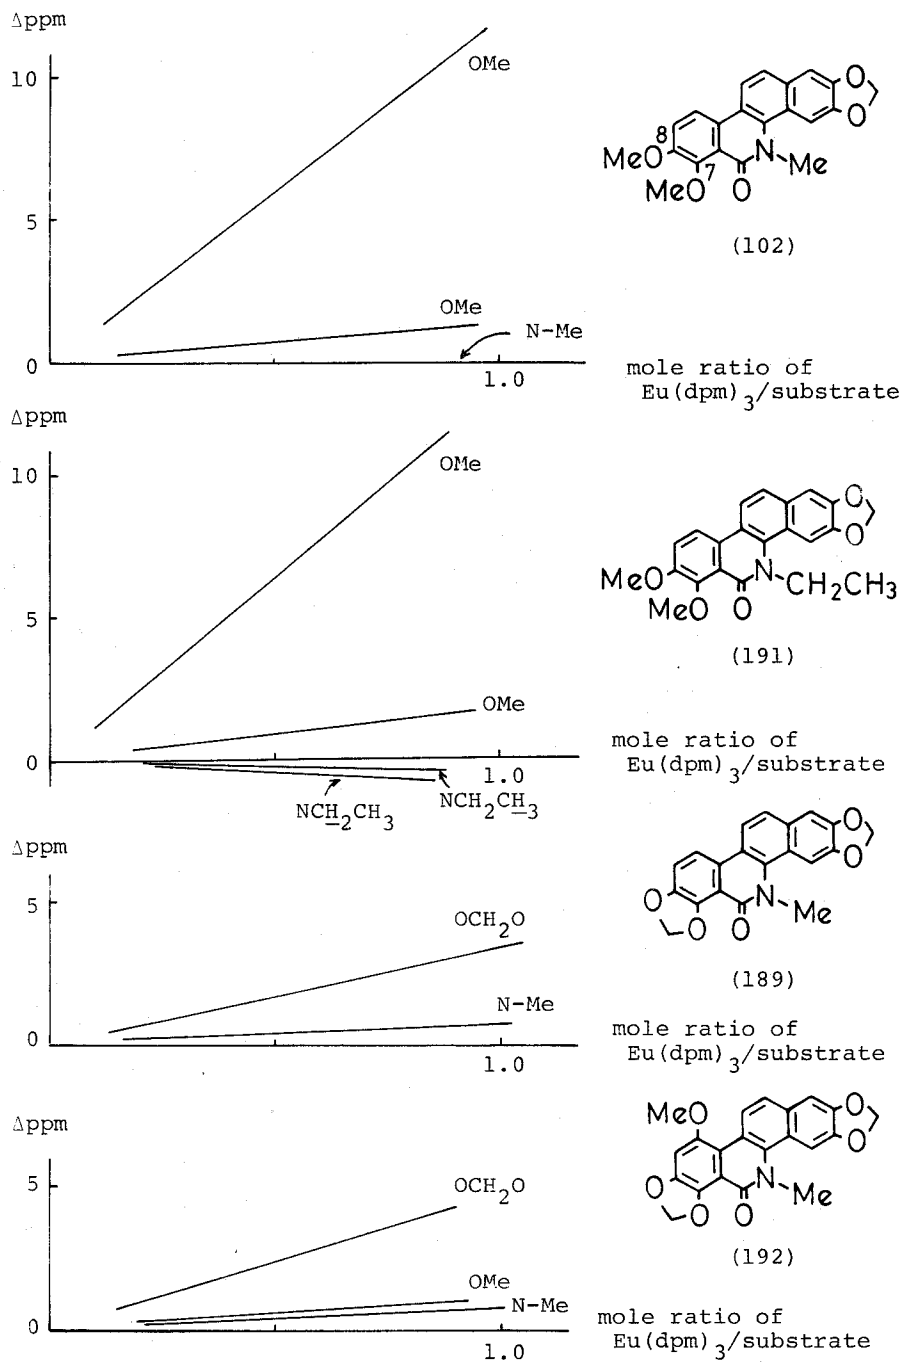 Δppm
10
5
0
OMe
OMe
N-Me
1.0
8
MeO
7
MeO
O
N
Me
O
O
(102)
mole ratio of
Eu(dpm)3/substrate
Δppm
10
5
0
OMe
OMe
1.0
NCH2CH3
NCH2CH3
MeO
MeO
O
N
CH2CH3
O
O
(191)
mole ratio of
Eu(dpm)3/substrate
Δppm
5
0
OCH2O
N-Me
1.0
O
O
O
N
Me
O
O
(189)
mole ratio of
Eu(dpm)3/substrate
Δppm
5
0
OCH2O
OMe
N-Me
1.0
MeO
O
O
O
N
Me
O
O
(192)
mole ratio of
Eu(dpm)3/substrate